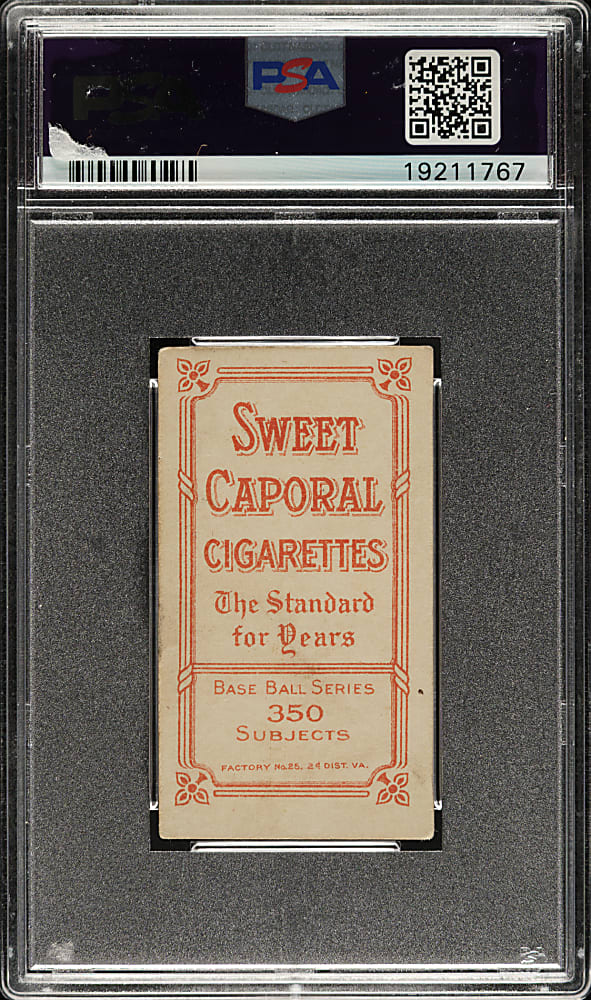 PSA
PSA
19211767
SWEET
CAPORAL
CIGARETTES
The Standard
for Years
BASE BALL SERIES
350
SUBJECTS
FACTORY No. 25, 2d DIST. VA.